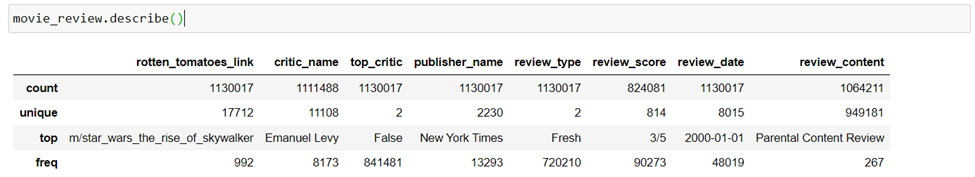 movie_review.describe()
rotten_tomatoes_link critic_name top_critic publisher_name review_type review_score review_date review_content
count 1130017 1111488 1130017 1130017 1130017 824081 1130017 1064211
unique 17712 11108 2 2230 2 814 8015 949181
top m/star_wars_the_rise_of_skywalker Emanuel Levy False New York Times Fresh 3/5 2000-01-01 Parental Content Review
freq 992 8173 841481 13293 720210 90273 48019 267